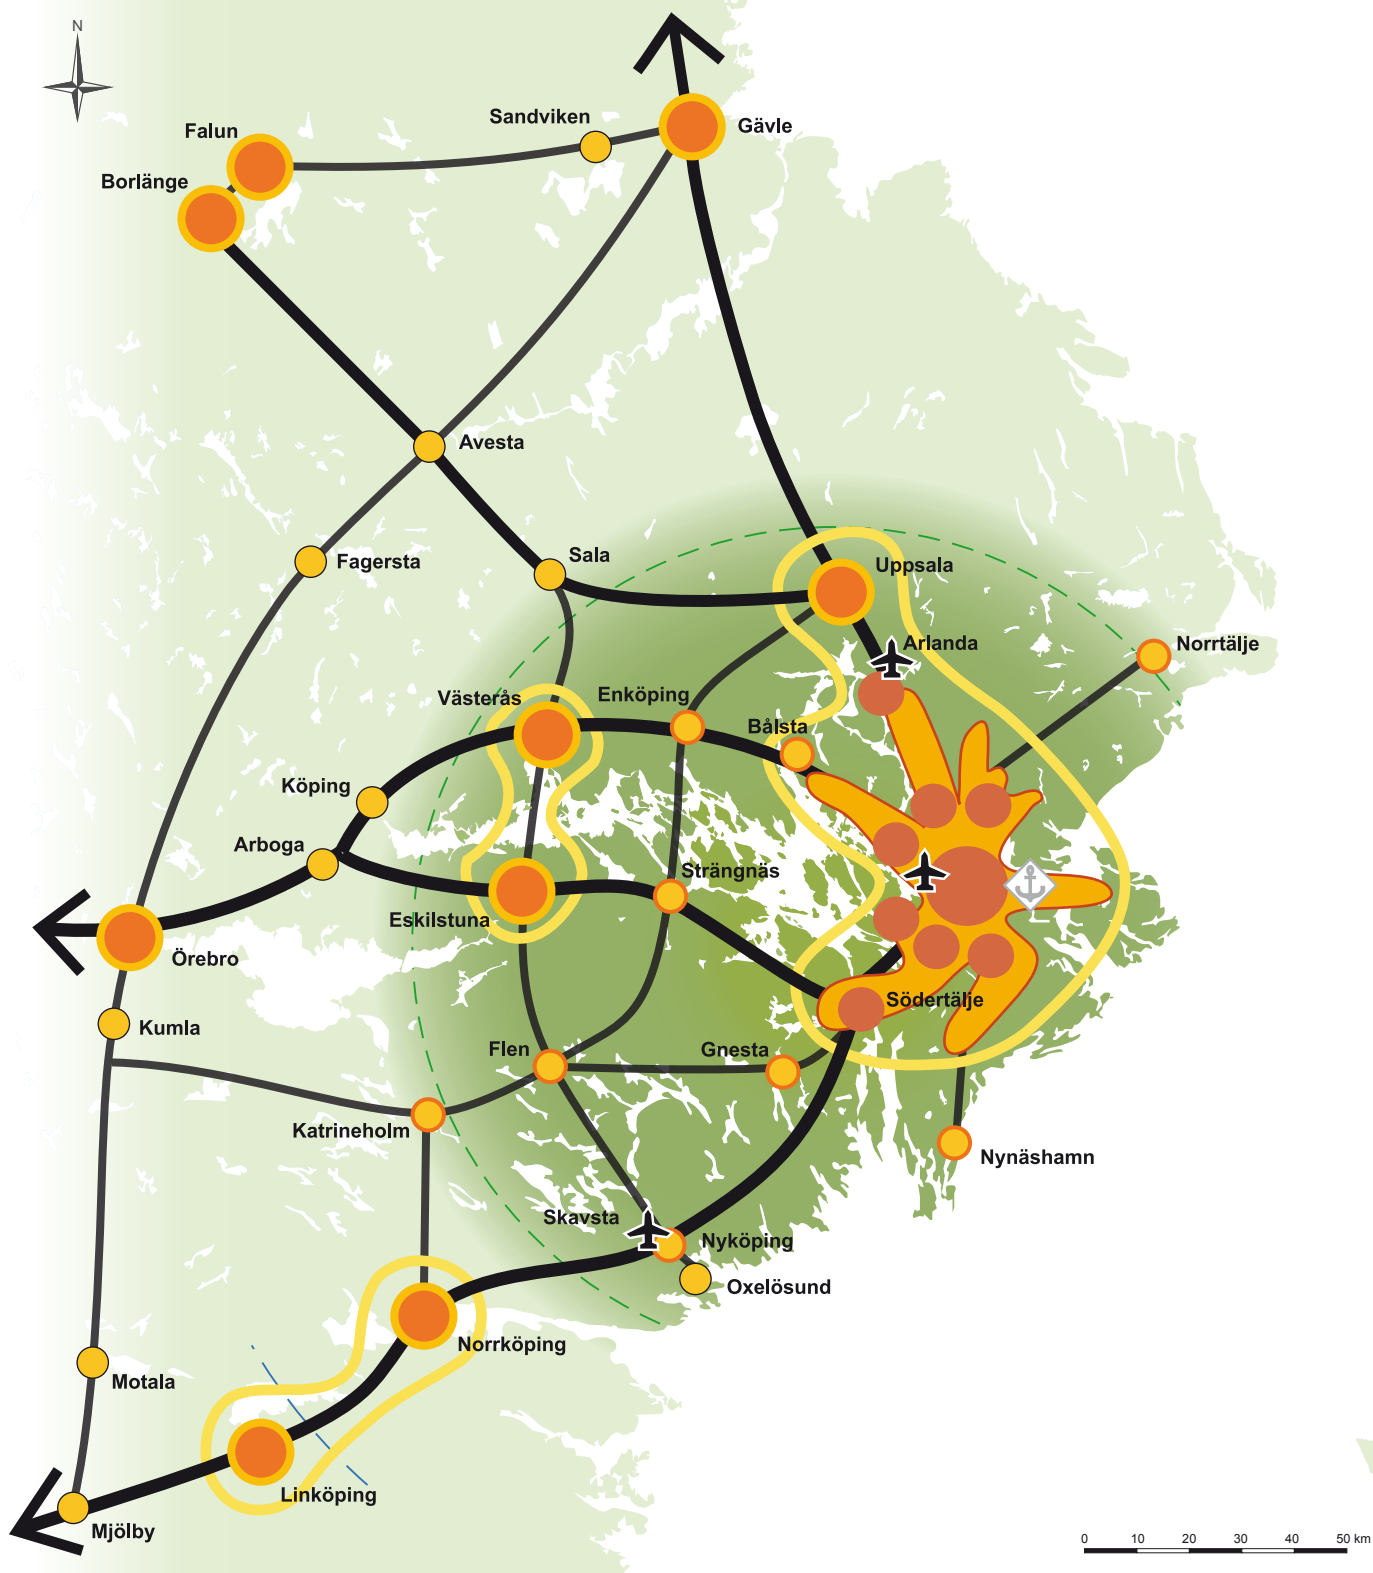 N
Sandviken
Gävle
Falun
Borlänge
Avesta
Sala
Fagersta
Uppsala
Arlanda
Norrtälje
Västerås
Enköping
Bålsta
Köping
Arboga
Strängnäs
Eskilstuna
Örebro
Södertälje
Kumla
Flen
Gnesta
Katrineholm
Nynäshamn
Skavsta
Nyköping
Oxelösund
Norrköping
Motala
Linköping
Mjölby
0 10 20 30 40 50 km